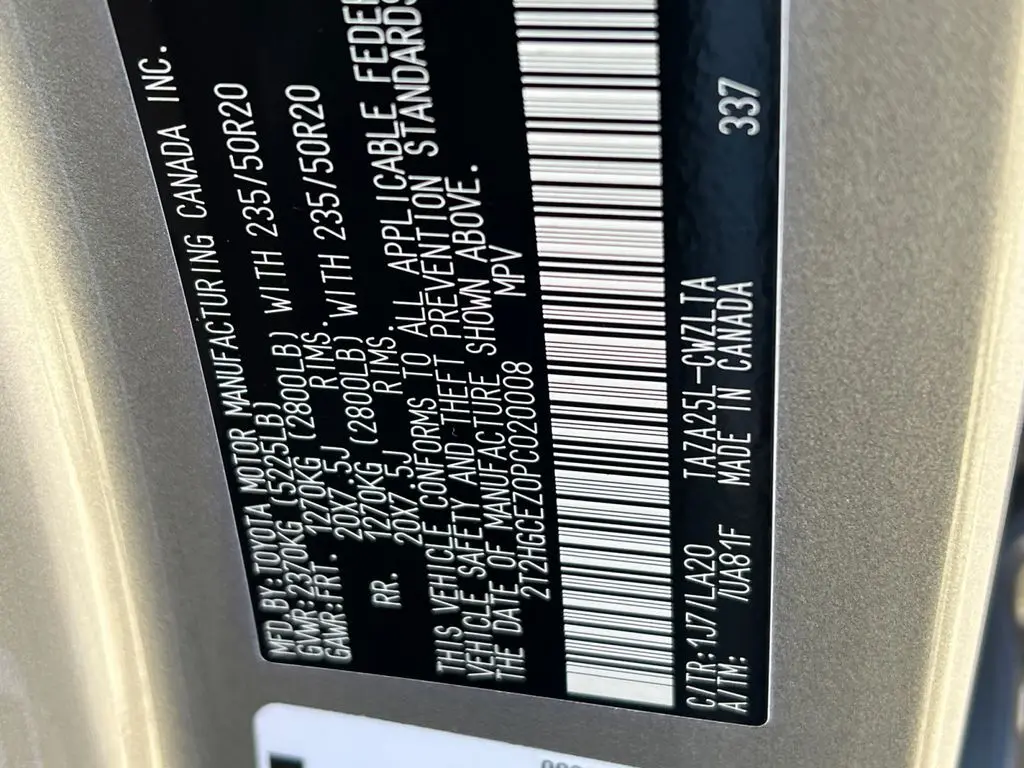 MFD.BY:TOYOTA MOTOR MANUFACTURING CANADA INC.
GVWR:2370KG (5225LB)
GAWR:FRT. 1270KG (2800LB) WITH 235/50R20
20X7.5J RIMS.
RR. 1270KG (2800LB) WITH 235/50R20
20X7.5J RIMS.
THIS VEHICLE CONFORMS TO ALL APPLICABLE
VEHICLE SAFETY AND THEFT PREVENTION STANDARDS
THE DATE OF MANUFACTURE SHOWN ABOVE.
2T2HGCEZ0PC020008 MPV
C/TR:1J7/LA20 TAZA25L-CWZLTA 337
A/TM: /UA81F MADE IN CANADA